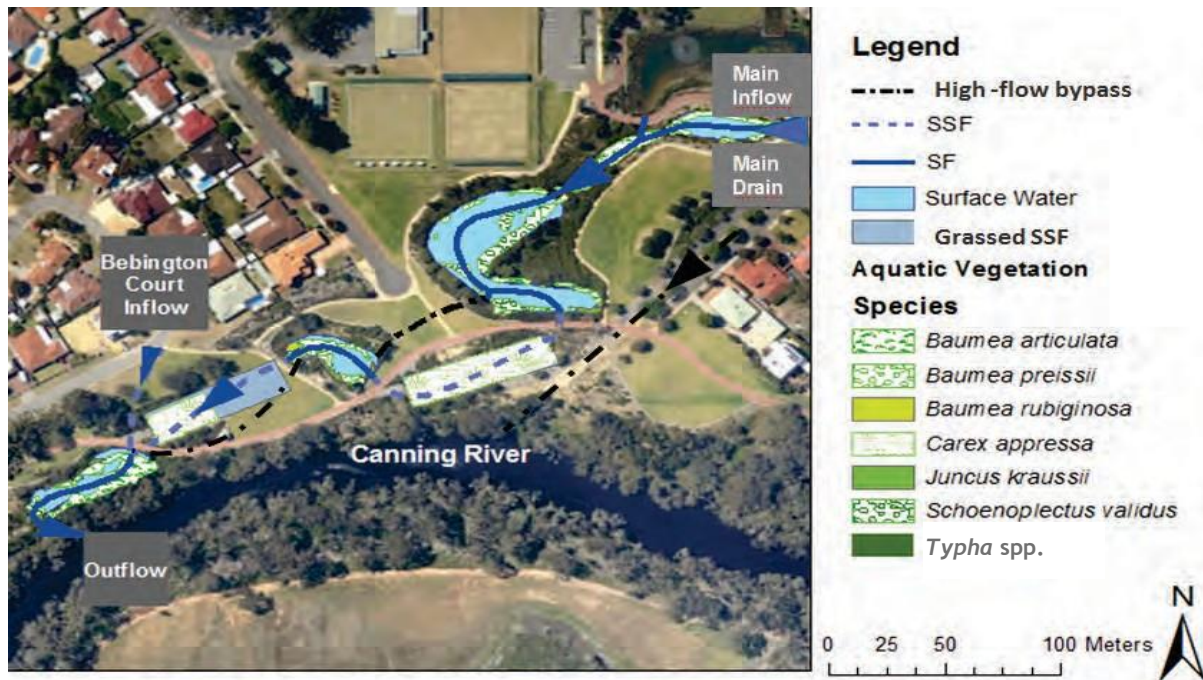 Main
Inflow
Main
Drain
Bebington
Court
Inflow
Canning River
Outflow
Legend
High -flow bypass
SSF
SF
Surface Water
Grassed SSF
Aquatic Vegetation
Species
Baumea articulata
Baumea preissii
Baumea rubiginosa
Carex appressa
Juncus kraussii
Schoenoplectus validus
Typha spp.
N
0 25 50 100 Meters